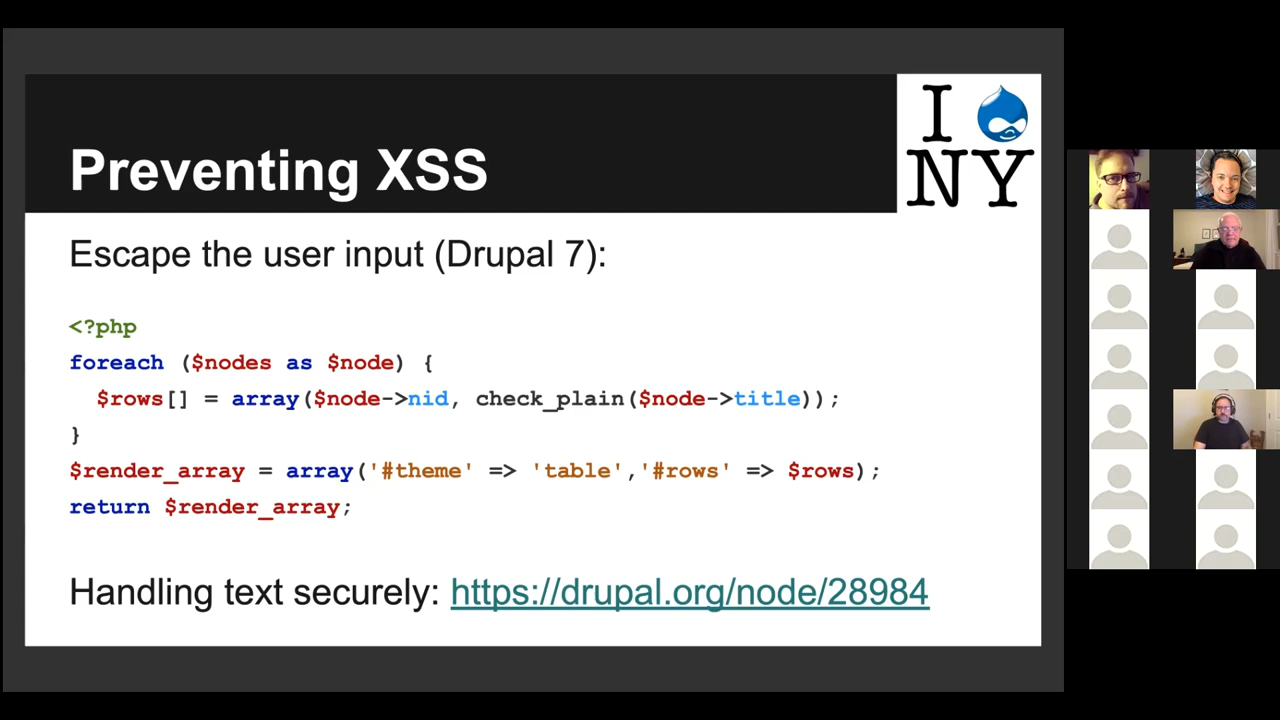 I
NY
Preventing XSS
Escape the user input (Drupal 7):
<?php
foreach ($nodes as $node) {
  $rows[] = array($node->nid, check_plain($node->title));
}
$render_array = array('#theme' => 'table','#rows' => $rows);
return $render_array;
Handling text securely: https://drupal.org/node/28984